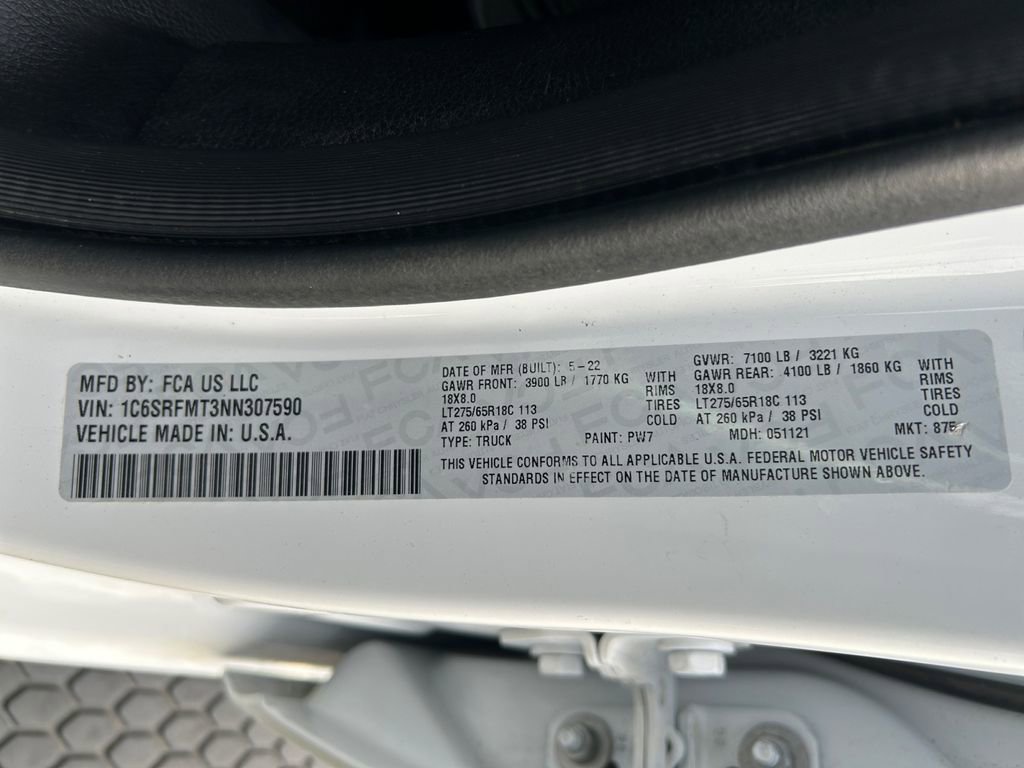 MFD BY: FCA US LLC
VIN: 1C6SRFMT3NN307590
VEHICLE MADE IN: U.S.A.
DATE OF MFR (BUILT): 5-22
GAWR FRONT: 3900 LB / 1770 KG WITH
18X8.0 RIMS
LT275/65R18C 113 TIRES
AT 260 kPa / 38 PSI COLD
TYPE: TRUCK PAINT: PW7
GVWR: 7100 LB / 3221 KG
GAWR REAR: 4100 LB / 1860 KG WITH
18X8.0 RIMS
LT275/65R18C 113 TIRES
AT 260 kPa / 38 PSI COLD
MDH: 051121 MKT: 875
THIS VEHICLE CONFORMS TO ALL APPLICABLE U.S.A. FEDERAL MOTOR VEHICLE SAFETY
STANDARDS IN EFFECT ON THE DATE OF MANUFACTURE SHOWN ABOVE.